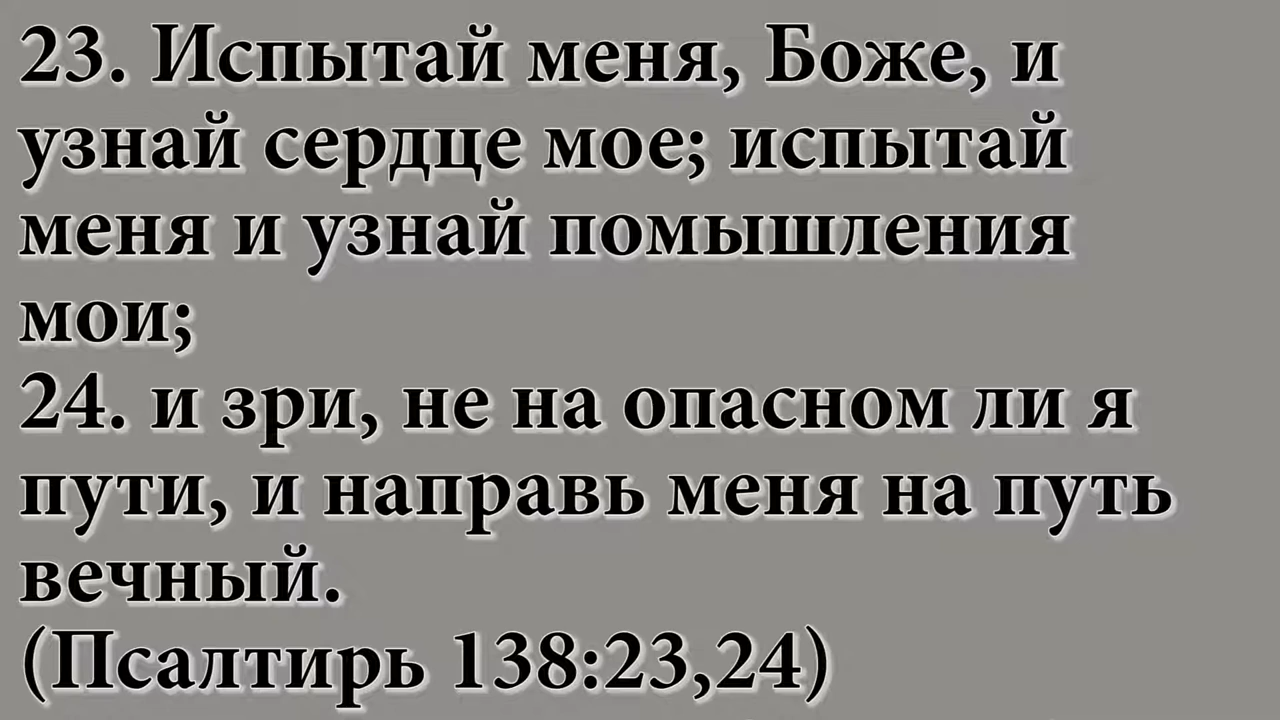 23. Испытай меня, Боже, и
узнай сердце мое; испытай
меня и узнай помышления
мои;
24. и зри, не на опасном ли я
пути, и направь меня на путь
вечный.
(Псалтирь 138:23,24)